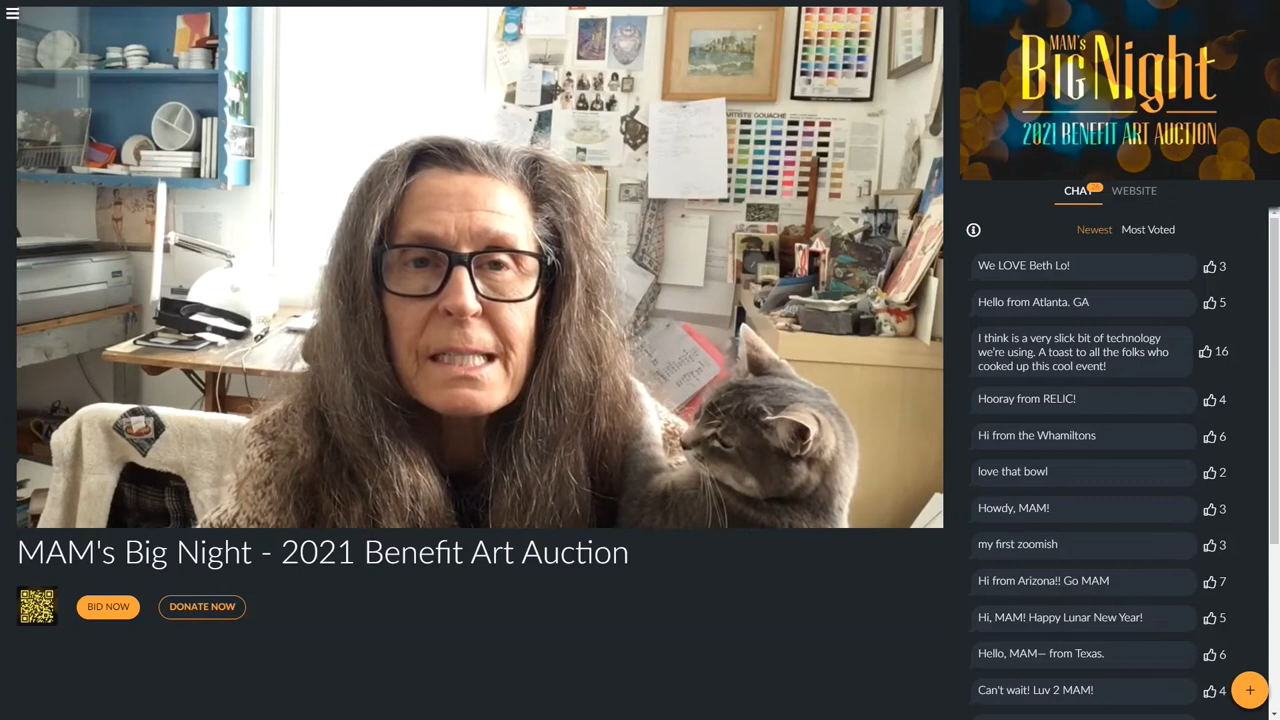 ARTISTS' GOUACHE
MAM's Big Night - 2021 Benefit Art Auction
BID NOW
DONATE NOW
MAM's
BIG Night
2021 BENEFIT ART AUCTION
CHAT
WEBSITE
Newest
Most Voted
We LOVE Beth Lo!
3
Hello from Atlanta. GA
5
I think is a very slick bit of technology
we're using. A toast to all the folks who
cooked up this cool event!
16
Hooray from RELIC!
4
Hi from the Whamiltons
6
love that bowl
2
Howdy, MAM!
3
my first zoomish
3
Hi from Arizona!! Go MAM
7
Hi, MAM! Happy Lunar New Year!
5
Hello, MAM— from Texas.
6
Can't wait! Luv 2 MAM!
4